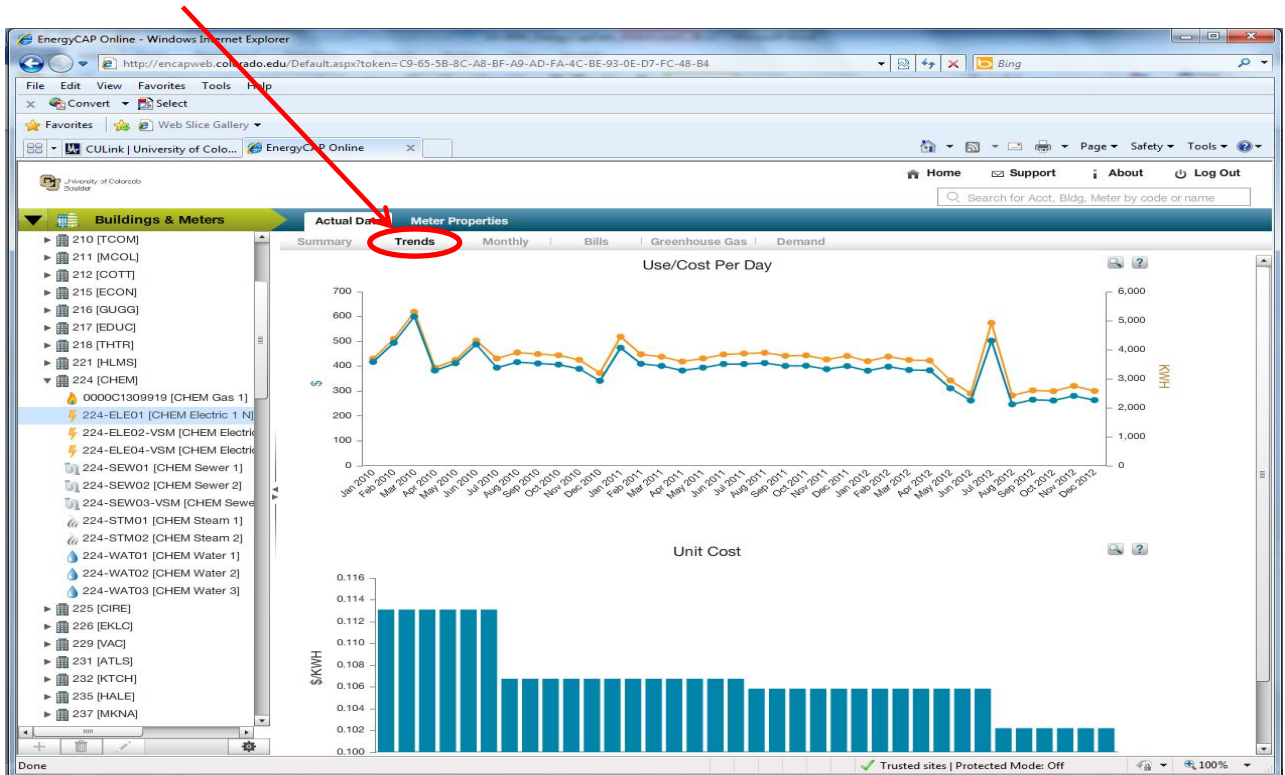 EnergyCAP Online - Windows Internet Explorer
http://encapweb.colorado.edu/Default.aspx?token=C9-65-5B-8C-A8-BF-A9-AD-FA-4C-BE-93-0E-D7-FC-48-B4
Bing
File Edit View Favorites Tools Help
x Convert Select
Favorites Web Slice Gallery
CULink | University of Colo... EnergyCAP Online x
Page Safety Tools
University of Colorado
Boulder
Home Support About Log Out
Search for Acct, Bldg, Meter by code or name
Buildings & Meters
Actual Data Meter Properties
Summary Trends Monthly Bills Greenhouse Gas Demand
210 [TCOM]
211 [MCOL]
212 [COTT]
215 [ECON]
216 [GUGG]
217 [EDUC]
218 [THTR]
221 [HLMS]
224 [CHEM]
0000C1309919 [CHEM Gas 1]
224-ELE01 [CHEM Electric 1 N]
224-ELE02-VSM [CHEM Electric
224-ELE04-VSM [CHEM Electric
224-SEW01 [CHEM Sewer 1]
224-SEW02 [CHEM Sewer 2]
224-SEW03-VSM [CHEM Sewe
224-STM01 [CHEM Steam 1]
224-STM02 [CHEM Steam 2]
224-WAT01 [CHEM Water 1]
224-WAT02 [CHEM Water 2]
224-WAT03 [CHEM Water 3]
225 [CIRE]
226 [EKLC]
229 [VAC]
231 [ATLS]
232 [KTCH]
235 [HALE]
237 [MKNA]
Use/Cost Per Day
700
600
500
400
300
200
100
0
$
6,000
5,000
4,000
3,000
2,000
1,000
0
KWH
Jan 2010 Feb 2010 Mar 2010 Apr 2010 May 2010 Jun 2010 Jul 2010 Aug 2010 Sep 2010 Oct 2010 Nov 2010 Dec 2010 Jan 2011 Feb 2011 Mar 2011 Apr 2011 May 2011 Jun 2011 Jul 2011 Aug 2011 Sep 2011 Oct 2011 Nov 2011 Dec 2011 Jan 2012 Feb 2012 Mar 2012 Apr 2012 May 2012 Jun 2012 Jul 2012 Aug 2012 Sep 2012 Oct 2012 Nov 2012 Dec 2012
Unit Cost
0.116
0.114
0.112
0.110
0.108
0.106
0.104
0.102
0.100
$/KWH
Done
Trusted sites | Protected Mode: Off
100%